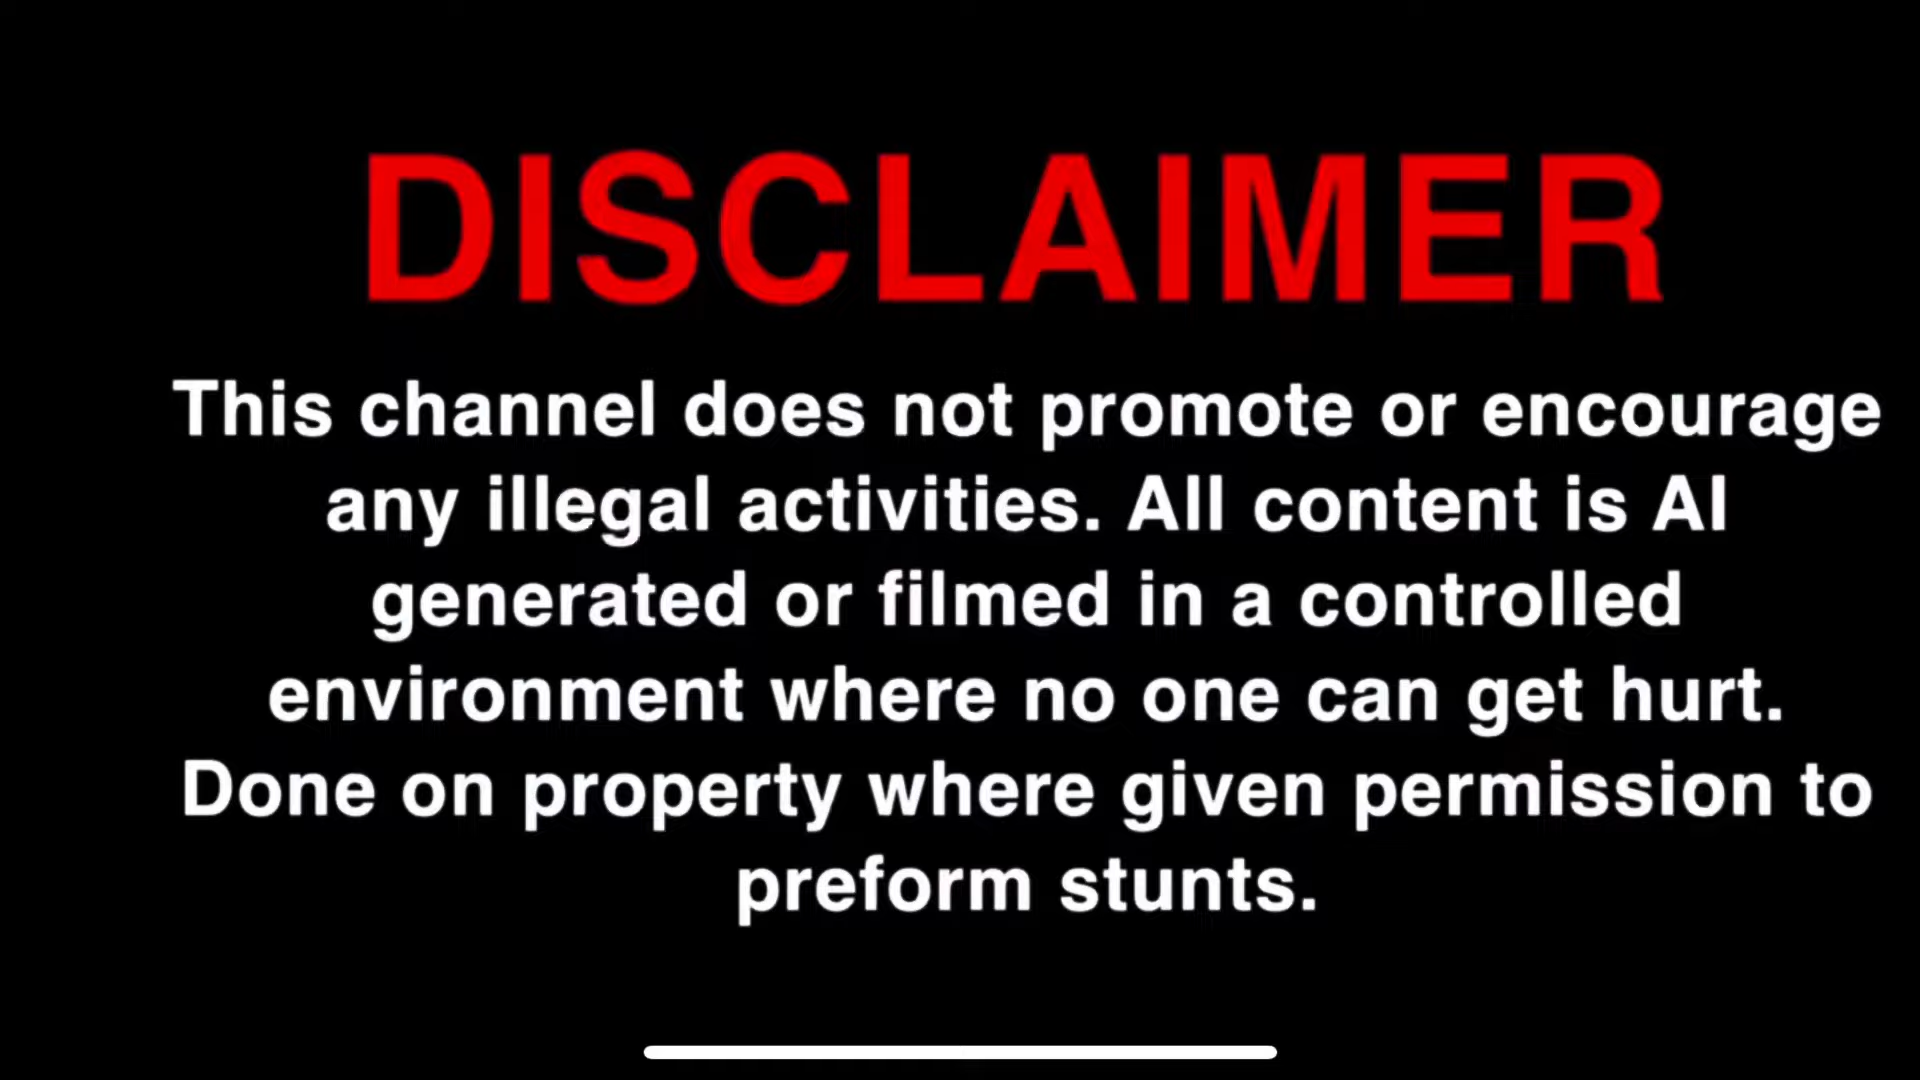 DISCLAIMER
This channel does not promote or encourage
any illegal activities. All content is AI
generated or filmed in a controlled
environment where no one can get hurt.
Done on property where given permission to
preform stunts.